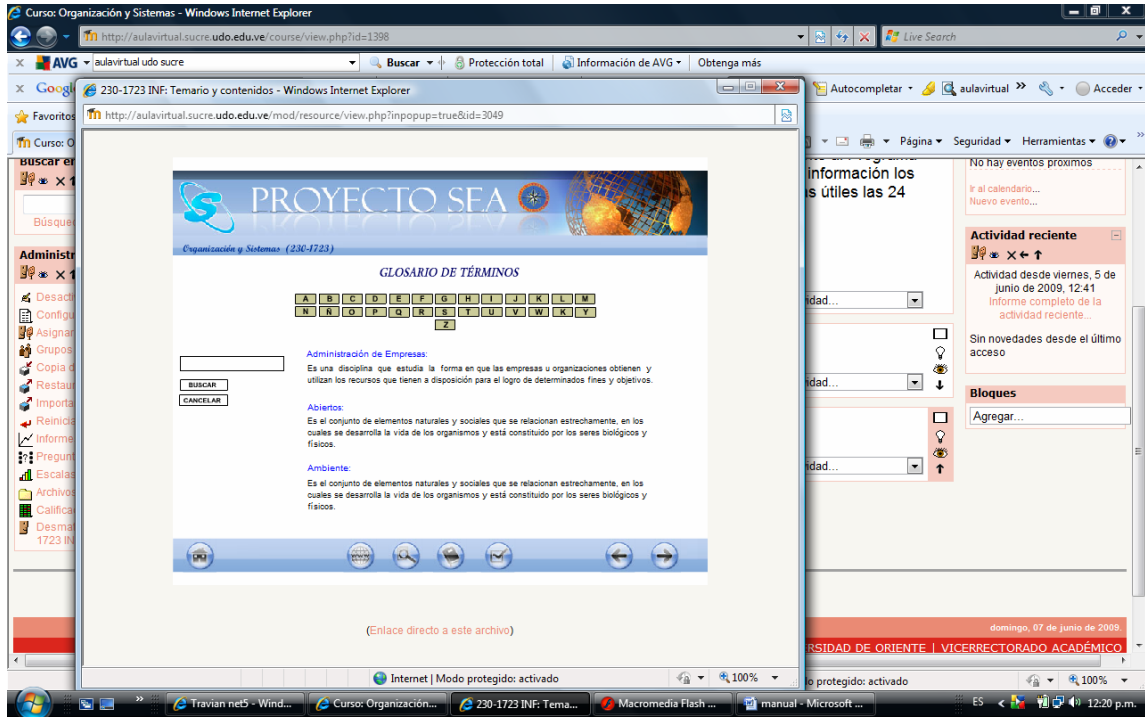 Curso: Organización y Sistemas - Windows Internet Explorer
http://aulavirtual.sucre.udo.edu.ve/course/view.php?id=1398
Live Search
AVG
aulavirtual udo sucre
Buscar
Protección total
Información de AVG
Obtenga más
Autocompletar
aulavirtual
Acceder
Favoritos
Curso: O
Página
Seguridad
Herramientas
230-1723 INF: Temario y contenidos - Windows Internet Explorer
http://aulavirtual.sucre.udo.edu.ve/mod/resource/view.php?inpopup=true&id=3049
PROYECTO SEA
Organización y Sistemas (230-1723)
GLOSARIO DE TÉRMINOS
A B C D E F G H I J K L M
N Ñ O P Q R S T U V W K Y
Z
BUSCAR
CANCELAR
Administración de Empresas:
Es una disciplina que estudia la forma en que las empresas u organizaciones obtienen y
utilizan los recursos que tienen a disposición para el logro de determinados fines y objetivos.
Abiertos:
Es el conjunto de elementos naturales y sociales que se relacionan estrechamente, en los
cuales se desarrolla la vida de los organismos y está constituido por los seres biológicos y
físicos.
Ambiente:
Es el conjunto de elementos naturales y sociales que se relacionan estrechamente, en los
cuales se desarrolla la vida de los organismos y está constituido por los seres biológicos y
físicos.
(Enlace directo a este archivo)
Internet | Modo protegido: activado
100%
Administr
Desacti
Configu
Asignar
Grupos
Copia d
Restaur
Importa
Reinicia
Informe
Pregunt
Escalas
Archivos
Califica
Desmat
1723 IN
información los
s útiles las 24
idad...
idad...
idad...
No hay eventos próximos
Ir al calendario...
Nuevo evento...
Actividad reciente
Actividad desde viernes, 5 de
junio de 2009, 12:41
Informe completo de la
actividad reciente...
Sin novedades desde el último
acceso
Bloques
Agregar...
domingo, 07 de junio de 2009.
RSIDAD DE ORIENTE | VICERRECTORADO ACADÉMICO
o protegido: activado
100%
Travian net5 - Wind...
Curso: Organización...
230-1723 INF: Tema...
Macromedia Flash ...
manual - Microsoft ...
ES
12:20 p.m.